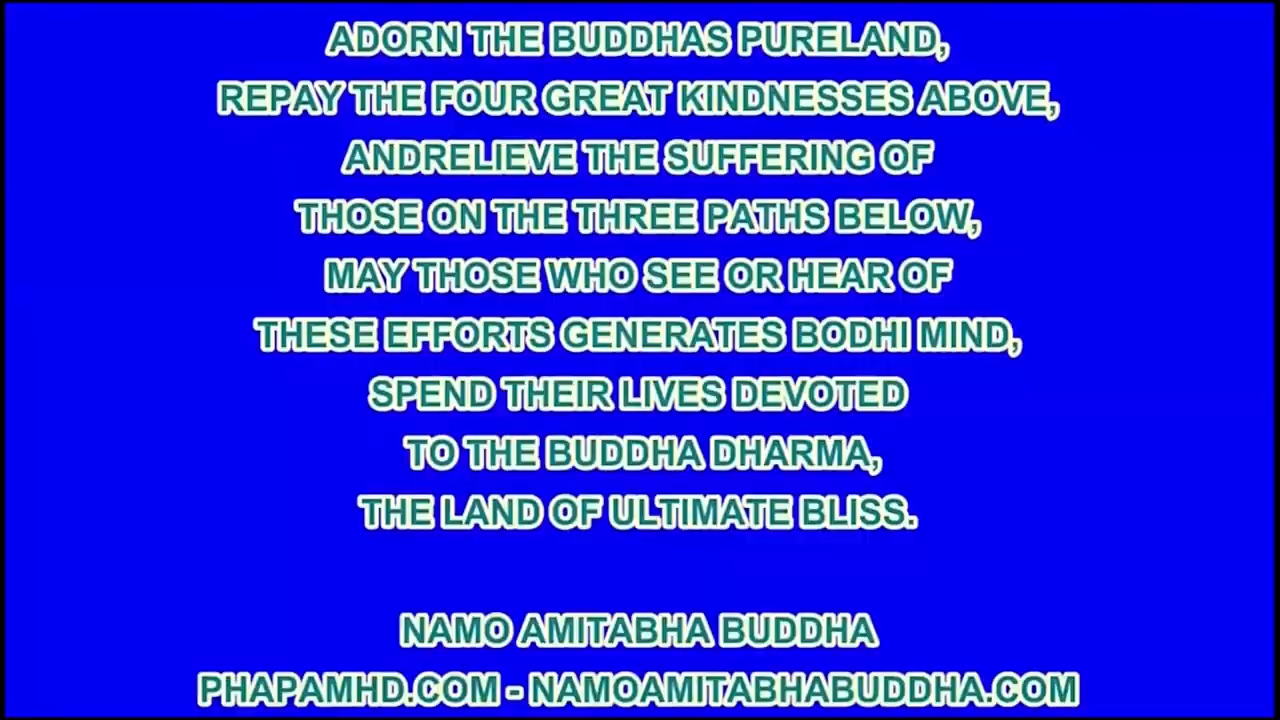 ADORN THE BUDDHAS PURELAND,
REPAY THE FOUR GREAT KINDNESSES ABOVE,
ANDRELIEVE THE SUFFERING OF
THOSE ON THE THREE PATHS BELOW,
MAY THOSE WHO SEE OR HEAR OF
THESE EFFORTS GENERATES BODHI MIND,
SPEND THEIR LIVES DEVOTED
TO THE BUDDHA DHARMA,
THE LAND OF ULTIMATE BLISS.
NAMO AMITABHA BUDDHA
PHAPAMHD.COM - NAMOAMITABHABUDDHA.COM